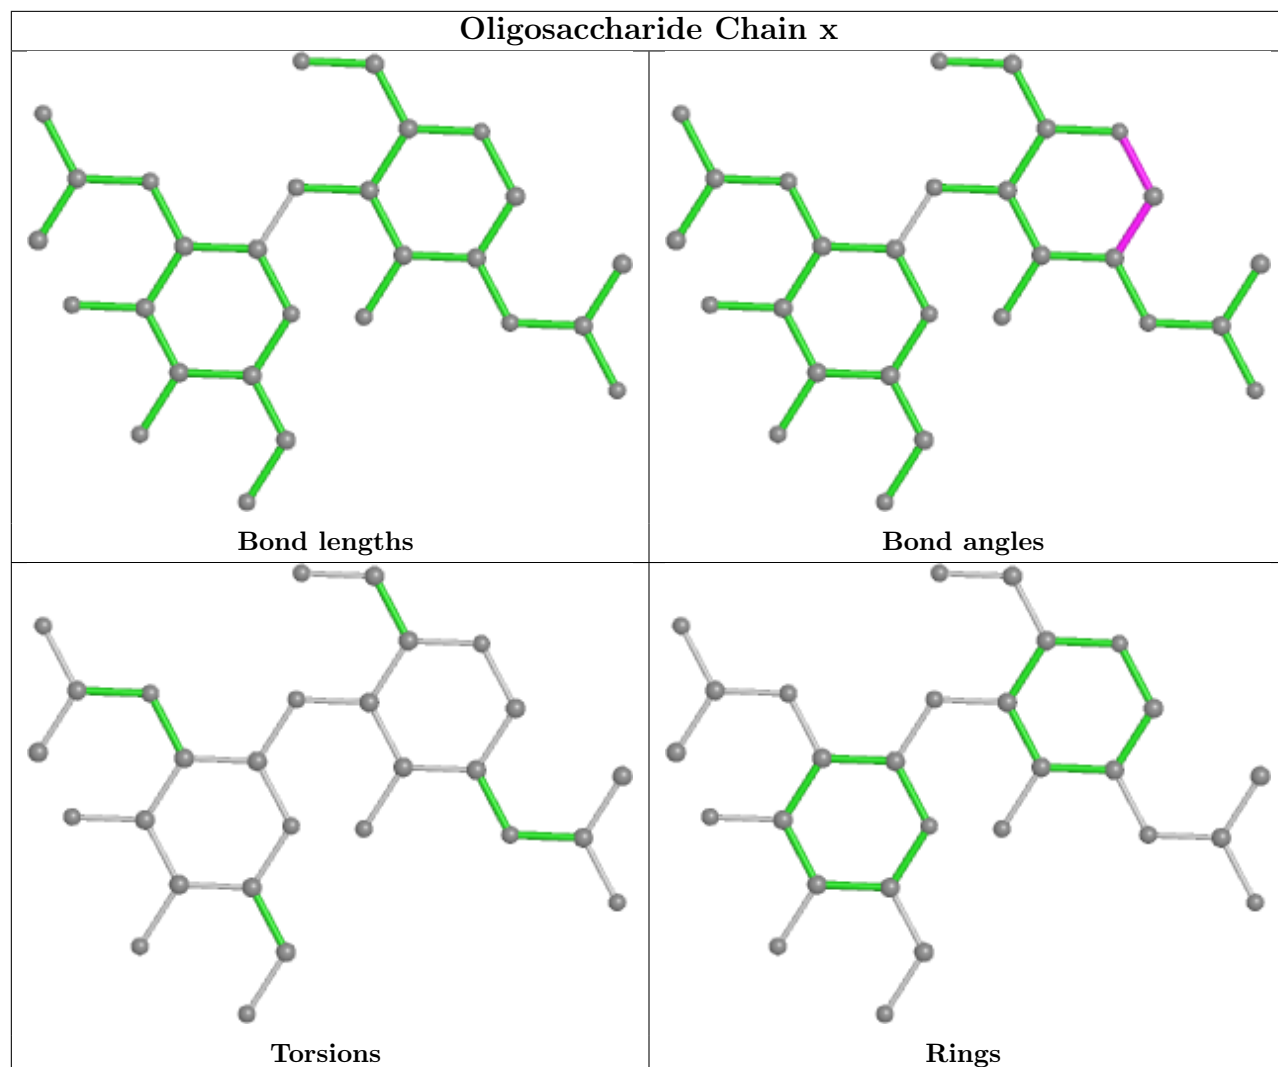 Oligosaccharide Chain x
Bond lengths
Bond angles
Torsions
Rings